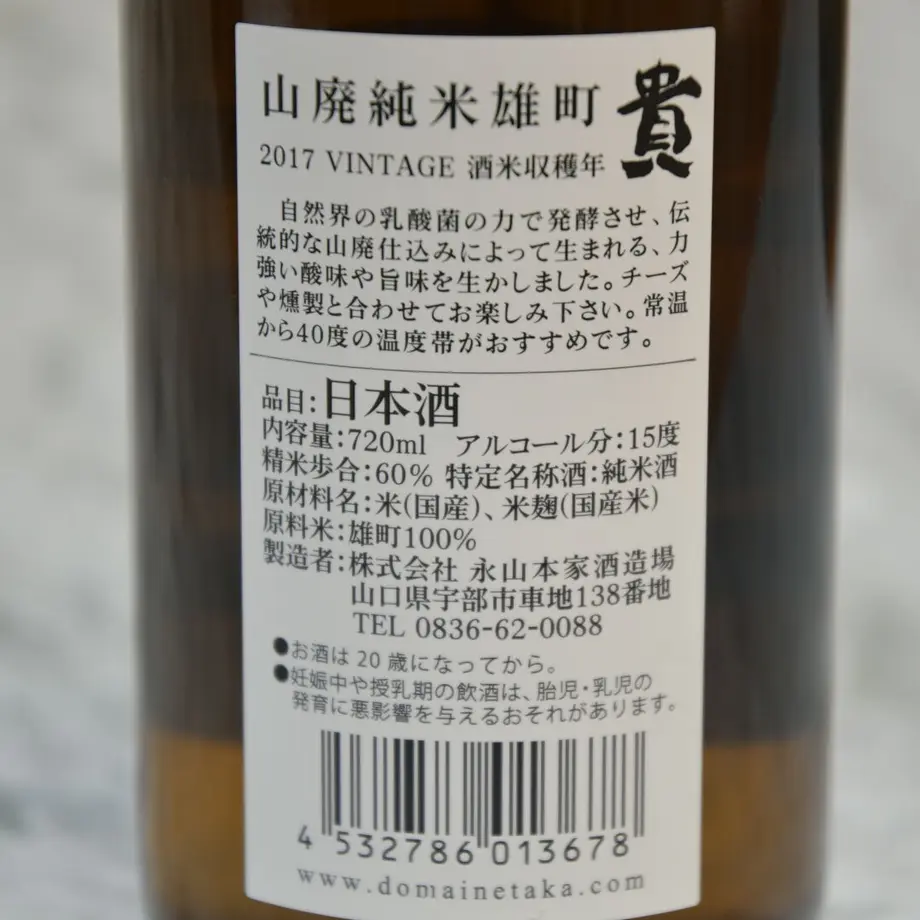 山廃純米雄町 貴
2017 VINTAGE 酒米収穫年
自然界の乳酸菌の力で発酵させ、伝
統的な山廃仕込みによって生まれる、力
強い酸味や旨味を生かしました。チーズ
や燻製と合わせてお楽しみ下さい。常温
から40度の温度帯がおすすめです。
品目:日本酒
内容量:720ml アルコール分:15度
精米歩合:60% 特定名称酒:純米酒
原材料名:米(国産)、米麹(国産米)
原料米:雄町100%
製造者:株式会社 永山本家酒造場
山口県宇部市車地138番地
TEL 0836-62-0088
●お酒は20歳になってから。
●妊娠中や授乳期の飲酒は、胎児・乳児の
発育に悪影響を与えるおそれがあります。
4 532786 013678
www.domainetaka.com